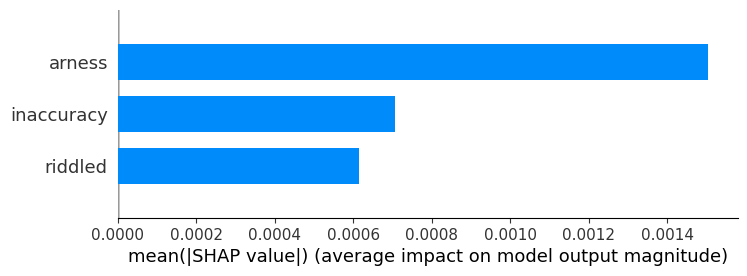 arness
inaccuracy
riddled
0.0000 0.0002 0.0004 0.0006 0.0008 0.0010 0.0012 0.0014
mean(|SHAP value|) (average impact on model output magnitude)